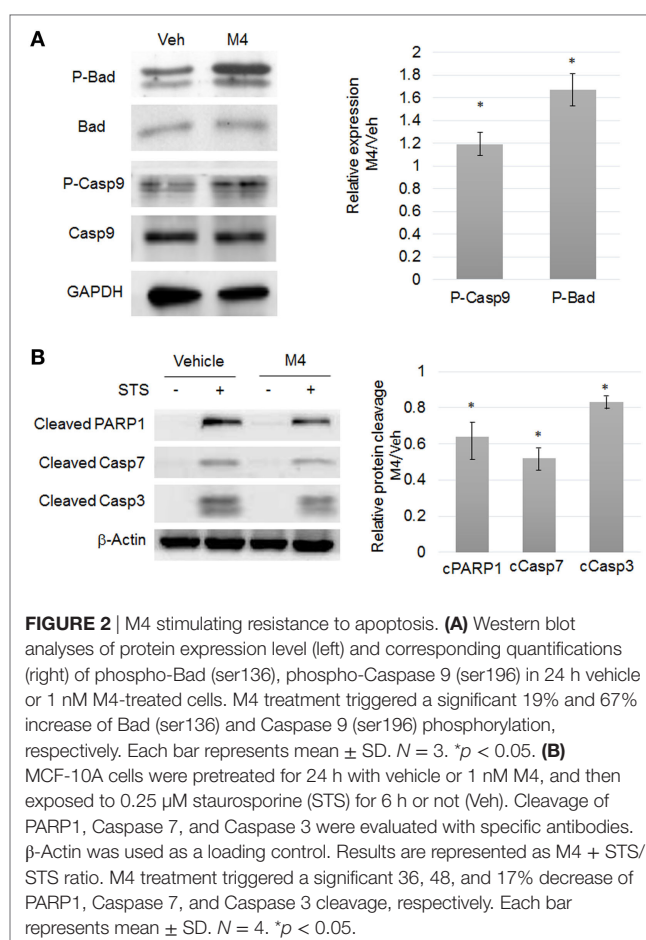 A
Veh M4
P-Bad
Bad
P-Casp9
Casp9
GAPDH
Relative expression
M4/Veh
2
1.8
1.6
1.4
1.2
1
0.8
0.6
0.4
0.2
0
*
*
P-Casp9 P-Bad
B
Vehicle M4
STS - + - +
Cleaved PARP1
Cleaved Casp7
Cleaved Casp3
β-Actin
Relative protein cleavage
M4/Veh
1
0.8
0.6
0.4
0.2
0
*
*
*
cPARP1 cCasp7 cCasp3
FIGURE 2 | M4 stimulating resistance to apoptosis. (A) Western blot
analyses of protein expression level (left) and corresponding quantifications
(right) of phospho-Bad (ser136), phospho-Caspase 9 (ser196) in 24 h vehicle
or 1 nM M4-treated cells. M4 treatment triggered a significant 19% and 67%
increase of Bad (ser136) and Caspase 9 (ser196) phosphorylation,
respectively. Each bar represents mean ± SD. N = 3. *p < 0.05. (B)
MCF-10A cells were pretreated for 24 h with vehicle or 1 nM M4, and then
exposed to 0.25 μM staurosporine (STS) for 6 h or not (Veh). Cleavage of
PARP1, Caspase 7, and Caspase 3 were evaluated with specific antibodies.
β-Actin was used as a loading control. Results are represented as M4 + STS/
STS ratio. M4 treatment triggered a significant 36, 48, and 17% decrease of
PARP1, Caspase 7, and Caspase 3 cleavage, respectively. Each bar
represents mean ± SD. N = 4. *p < 0.05.